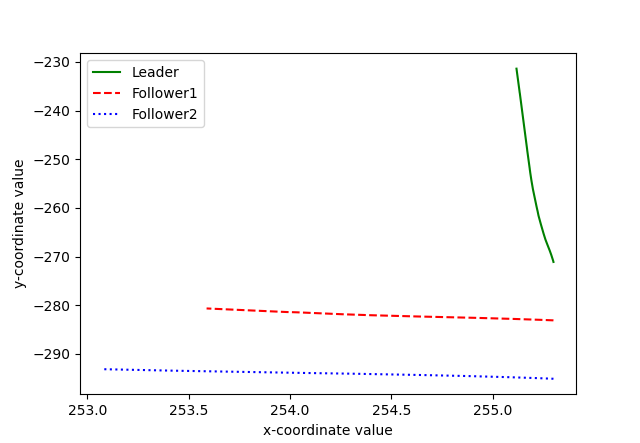 Leader
Follower1
Follower2
y-coordinate value
−230
−240
−250
−260
−270
−280
−290
253.0
253.5
254.0
254.5
255.0
x-coordinate value